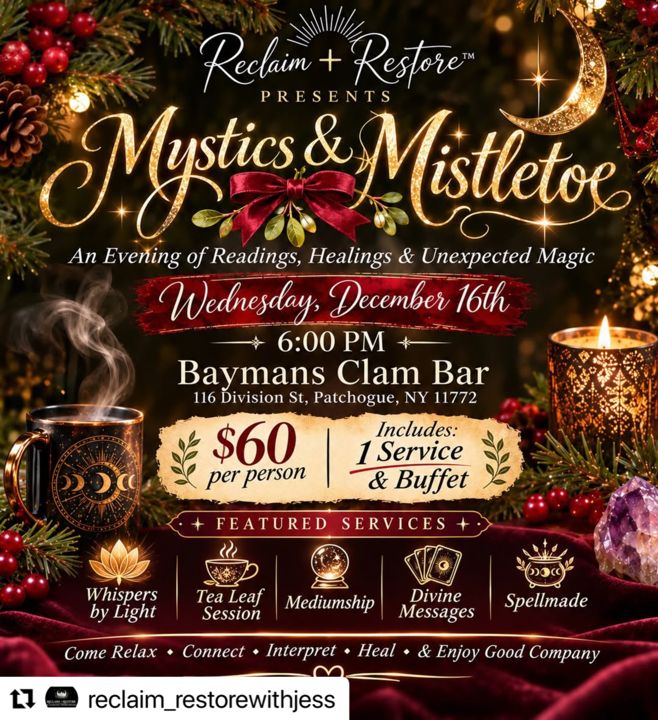 Reclaim + Restore™
PRESENTS
Mystics & Mistletoe
An Evening of Readings, Healings & Unexpected Magic
Wednesday, December 16th
6:00 PM
Baymans Clam Bar
116 Division St, Patchogue, NY 11772
$60
per person
Includes:
1 Service
& Buffet
FEATURED SERVICES
Whispers
by Light
Tea Leaf
Session
Mediumship
Divine
Messages
Spellmade
Come Relax • Connect • Interpret • Heal • & Enjoy Good Company
reclaim_restorewithjess